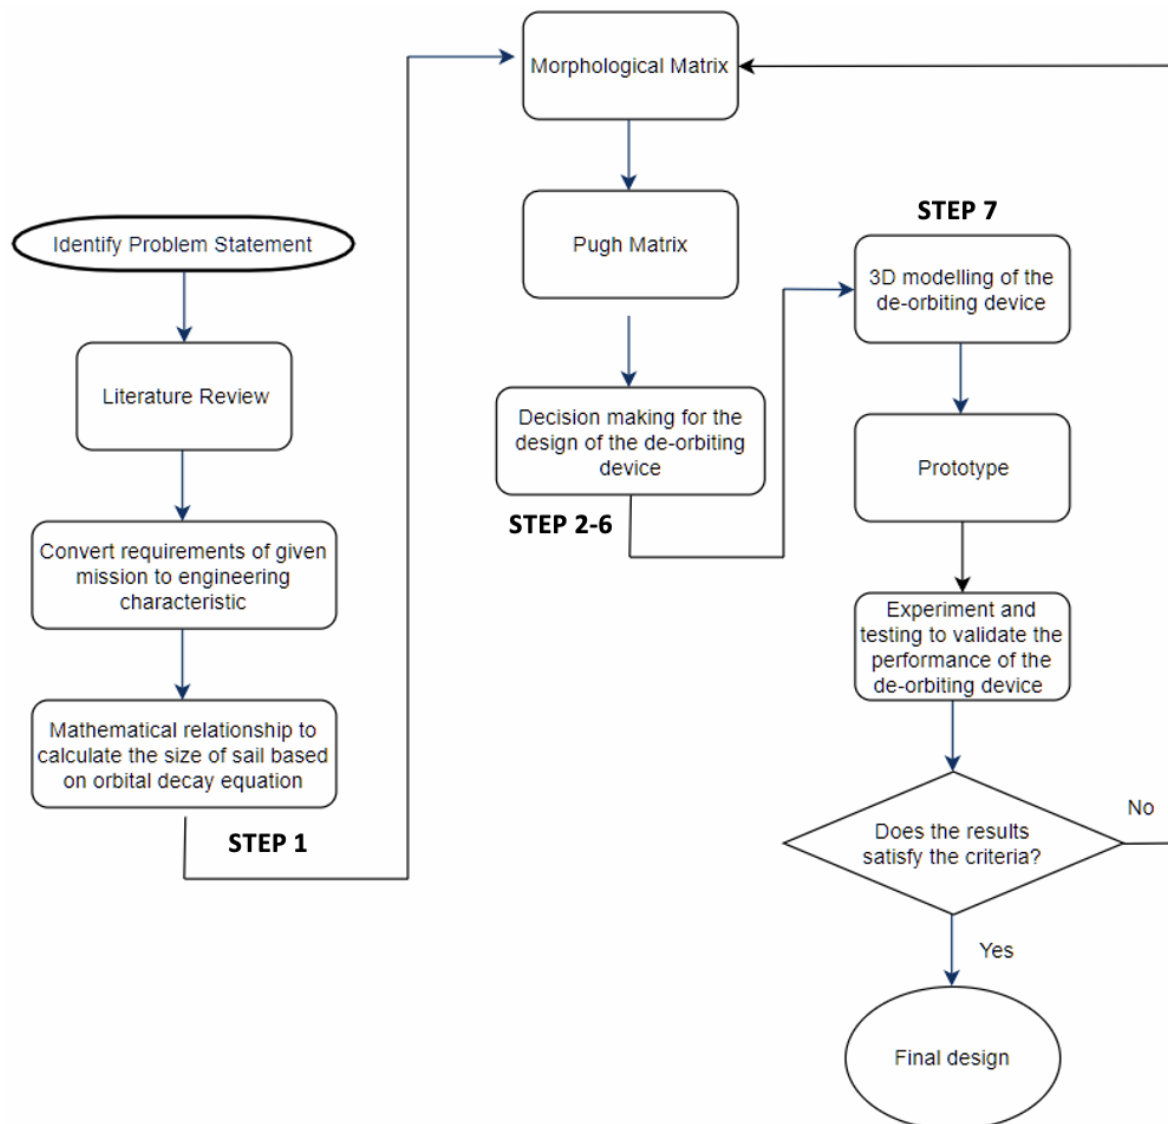 Identify Problem Statement
Literature Review
Convert requirements of given
mission to engineering
characteristic
Mathematical relationship to
calculate the size of sail based
on orbital decay equation
STEP 1
Morphological Matrix
Pugh Matrix
Decision making for the
design of the de-orbiting
device
STEP 2-6
STEP 7
3D modelling of the
de-orbiting device
Prototype
Experiment and
testing to validate the
performance of the
de-orbiting device
Does the results
satisfy the criteria?
No
Yes
Final design